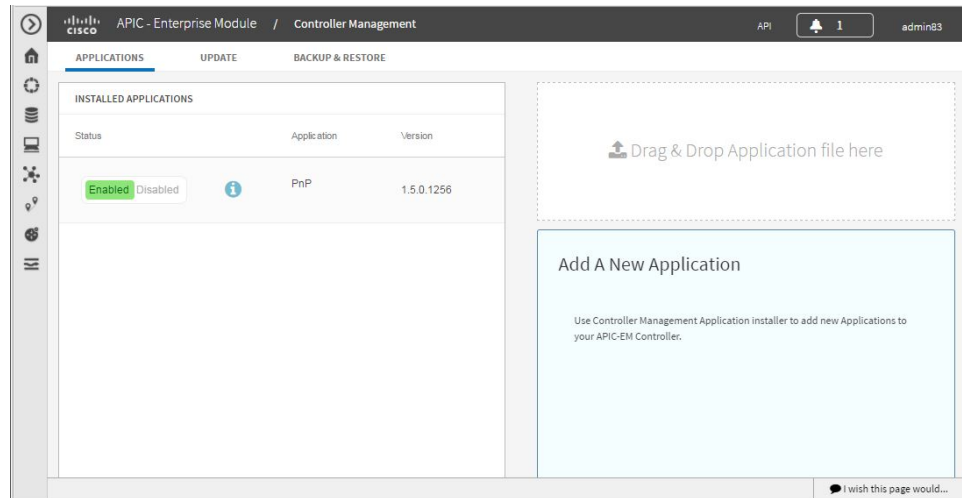 CISCO APIC - Enterprise Module / Controller Management API 1 admin83
APPLICATIONS UPDATE BACKUP & RESTORE
INSTALLED APPLICATIONS
Status Application Version
Enabled Disabled i PnP 1.5.0.1256
Drag & Drop Application file here
Add A New Application
Use Controller Management Application installer to add new Applications to
your APIC-EM Controller.
I wish this page would...